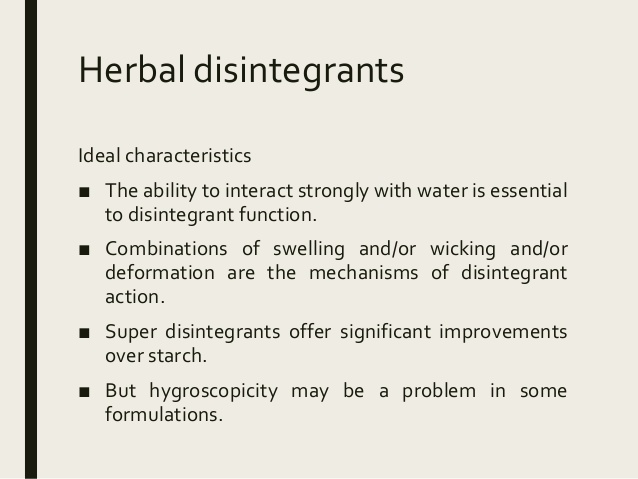 Herbal disintegrants
Ideal characteristics
■ The ability to interact strongly with water is essential
to disintegrant function.
■ Combinations of swelling and/or wicking and/or
deformation are the mechanisms of disintegrant
action.
■ Super disintegrants offer significant improvements
over starch.
■ But hygroscopicity may be a problem in some
formulations.